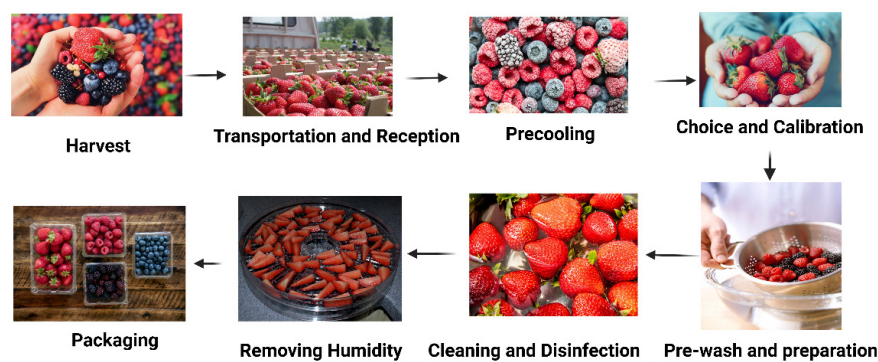 Harvest
Transportation and Reception
Precooling
Choice and Calibration
Pre-wash and preparation
Cleaning and Disinfection
Removing Humidity
Packaging